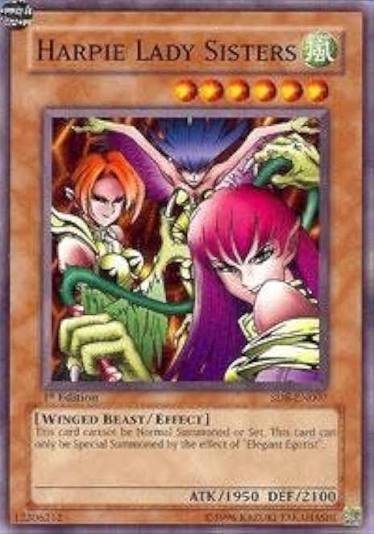 HARPIE LADY SISTERS
風
1st Edition
[WINGED BEAST/EFFECT]
This card cannot be Normal Summoned or Set. This card can
only be Special Summoned by the effect of "Elegant Egotist".
ATK/1950 DEF/2100
12206212
©1996 KAZUKI TAKAHASHI